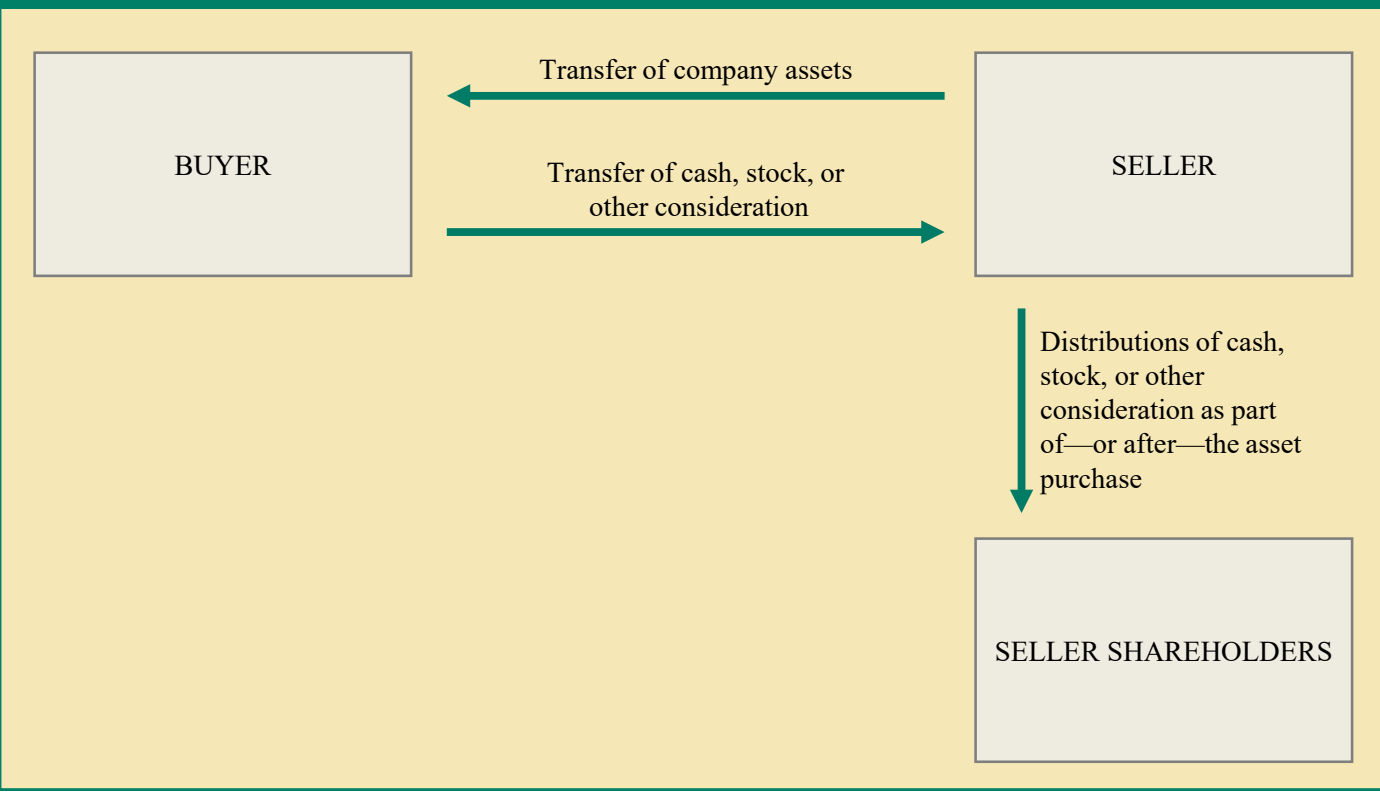 Transfer of company assets
BUYER
SELLER
Transfer of cash, stock, or
other consideration
Distributions of cash,
stock, or other
consideration as part
of—or after—the asset
purchase
SELLER SHAREHOLDERS